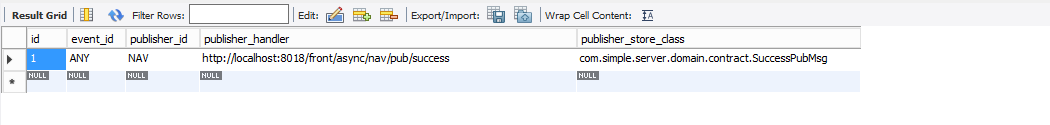 Result Grid Filter Rows: Edit: Export/Import: Wrap Cell Content: IA
id event_id publisher_id publisher_handler publisher_store_class
1 ANY NAV http://localhost:8018/front/async/nav/pub/success com.simple.server.domain.contract.SuccessPubMsg
NULL NULL NULL NULL NULL